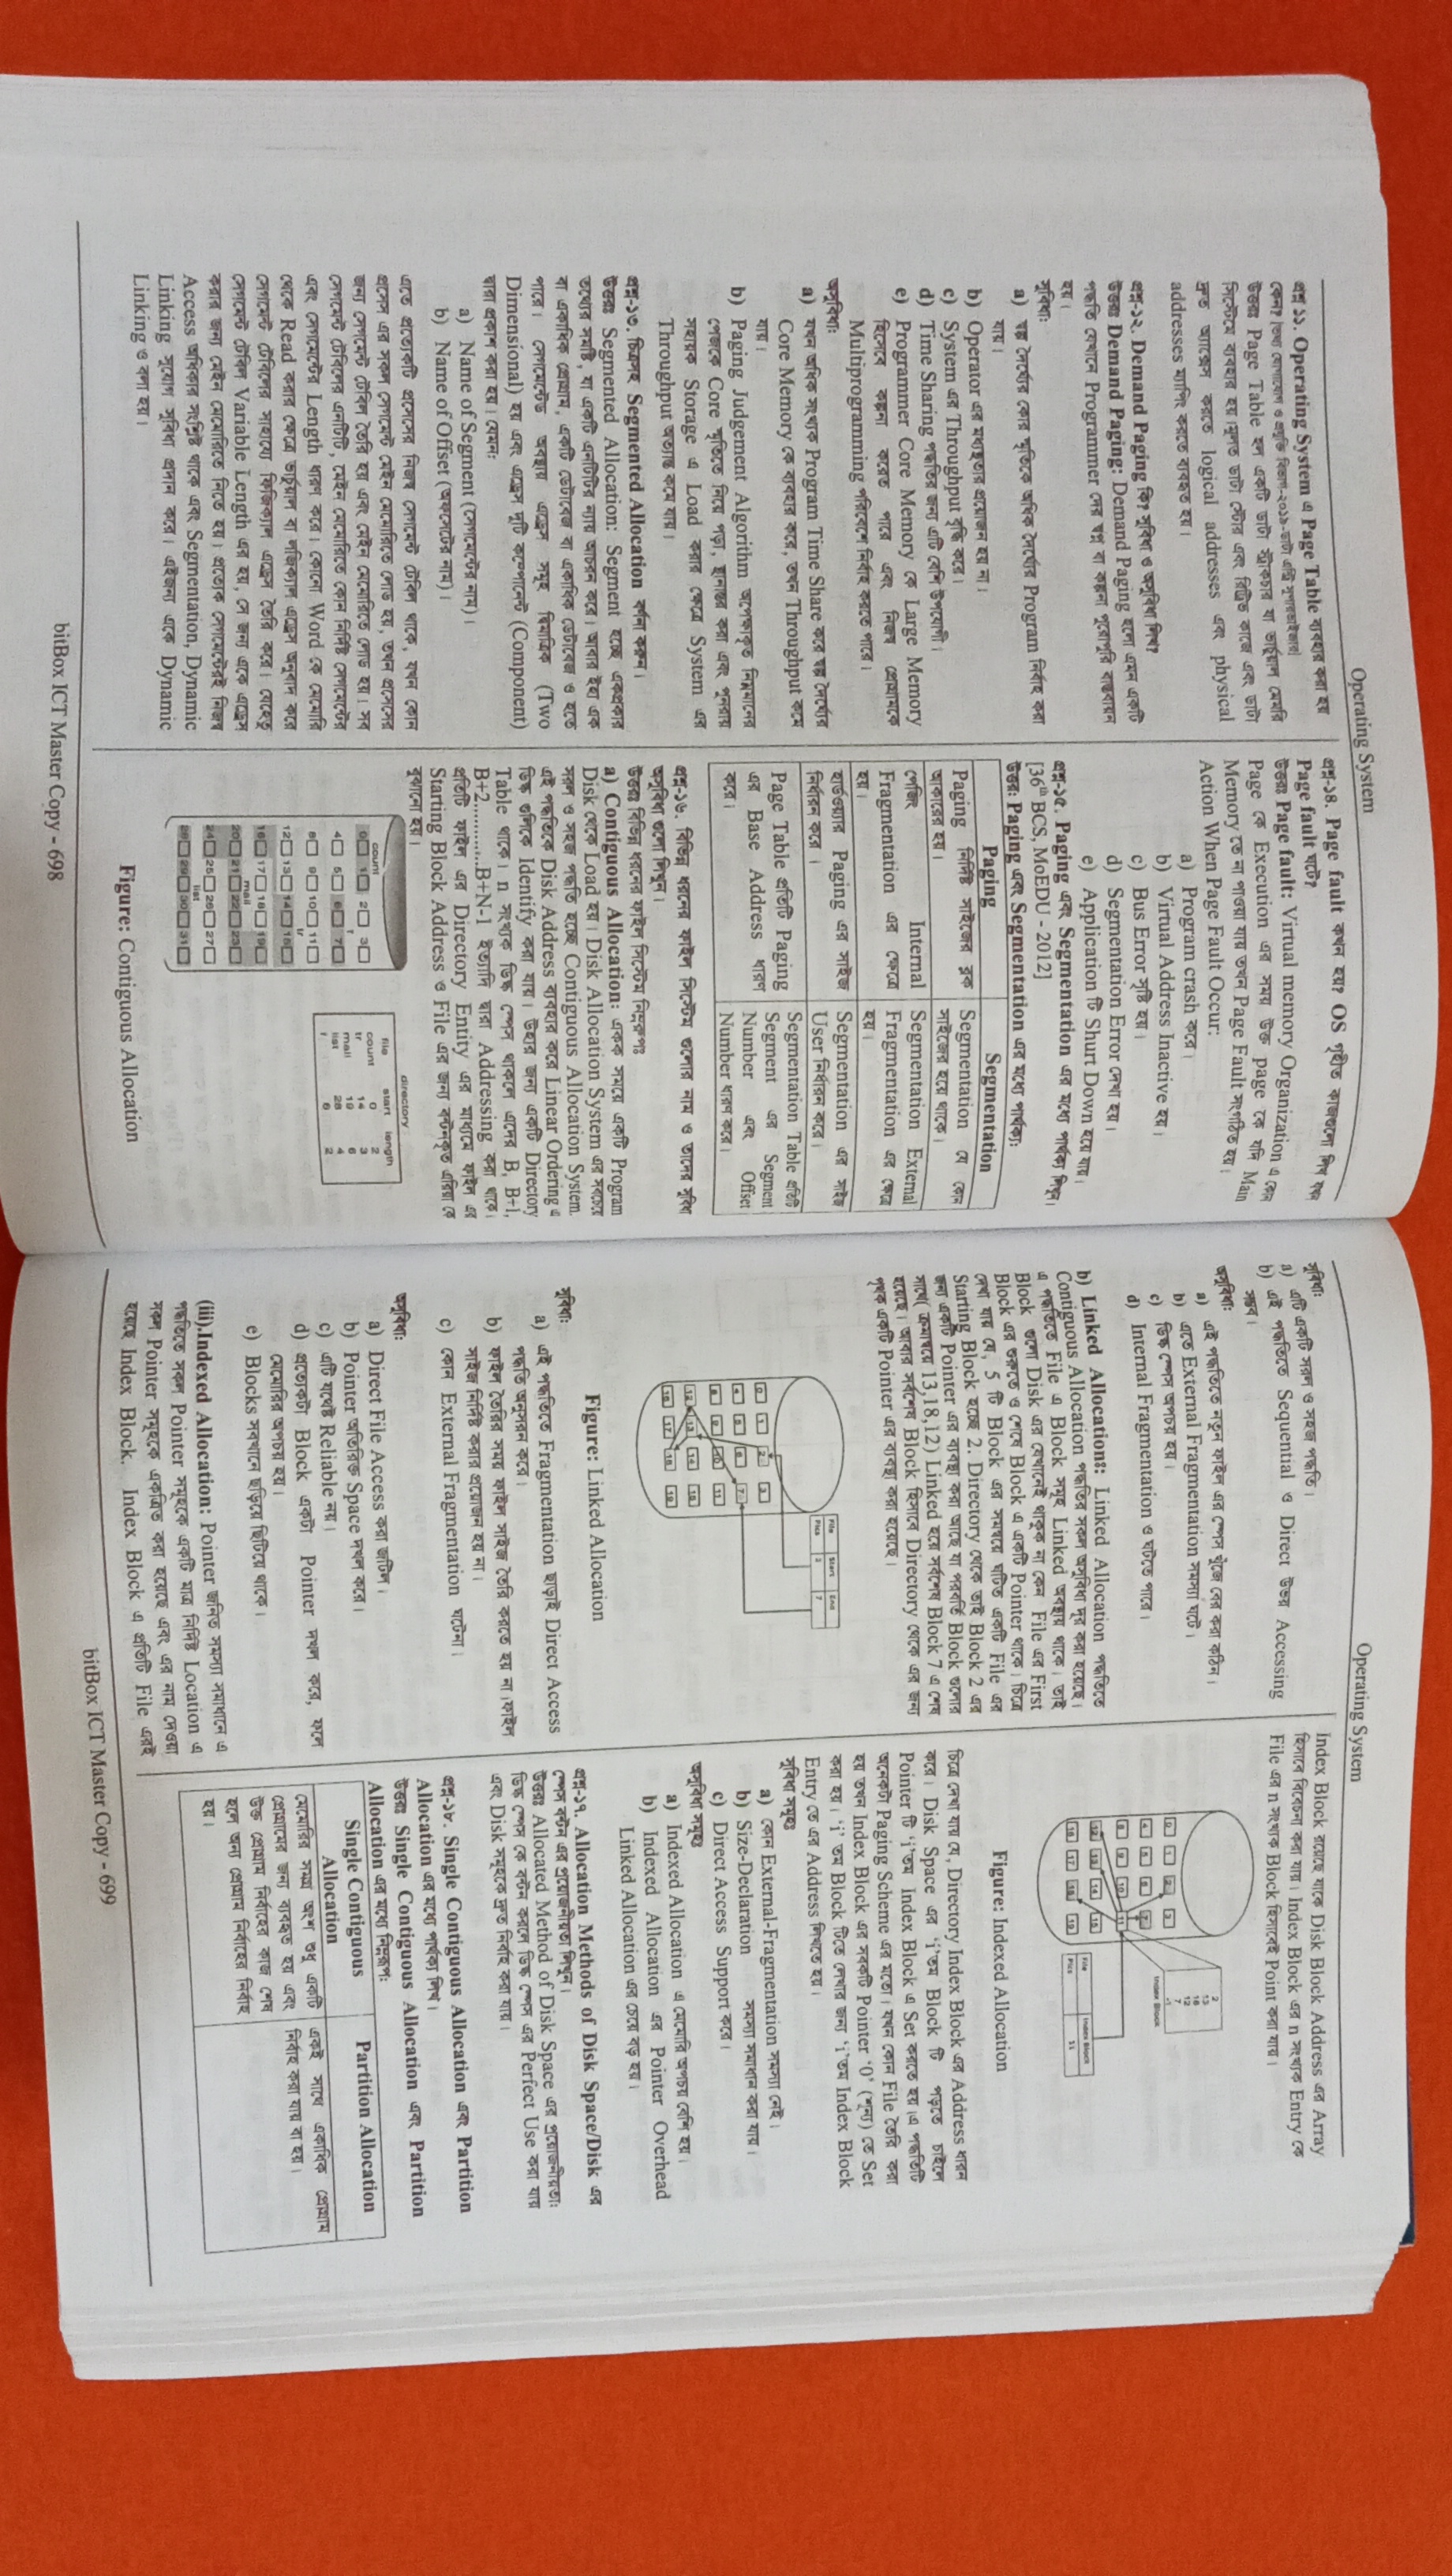 Operating System
প্রশ্ন ১১. Operating System এ Page Table ব্যবহার করা হয়
কেন? [তথ্য যোগাযোগ ও প্রযুক্তি বিভাগ-২০১৯-ডাটা এন্ট্রি সুপারভাইজার]
উত্তরঃ Page Table হল একটি ডাটা স্ট্রাকচার যা ভার্চুয়াল মেমরি
সিস্টেমে ব্যবহার হয়।মূলত ডাটা স্টোর এবং রিট্রিভ কাজে এবং ডাটা
দ্রুত অ্যাক্সেস করতে logical addresses এবং physical
addresses ম্যাপিং করতে ব্যবহৃত হয়।
প্রশ্ন-১২. Demand Paging কি? সুবিধা ও অসুবিধা লিখ?
উত্তরঃ Demand Paging: Demand Paging হলো এমন একটি
পদ্ধতি যেখানে Programmer দের স্বপ্ন বা কল্পনা পুরোপুরি বাস্তবায়ন
হয়।
সুবিধা:
a) স্বল্প দৈর্ঘ্যের কোর স্মৃতিকে অধিক দৈর্ঘ্যের Program নির্বাহ করা
যায়।
b) Operator এর মধ্যস্থতার প্রয়োজন হয় না।
c) System এর Throughput বৃদ্ধি করে।
d) Time Sharing পদ্ধতির জন্য এটি বেশি উপযোগী।
e) Programmer Core Memory কে Large Memory
হিসেবে কল্পনা করেত পারে এবং নিজস্ব প্রোগ্রামকে
Multiprogramming পরিবেশে নির্বাহ করতে পারে।
অসুবিধা:
a) যখন অধিক সংখ্যক Program Time Share করে স্বল্প দৈর্ঘ্যের
Core Memory কে ব্যবহার করে, তখন Throughput কমে
যায়।
b) Paging Judgement Algorithm অপেক্ষাকৃত নিম্নমানের
পেজকে Core স্মৃতিতে নিয়ে পড়া, স্থানান্তর করা এবং পুনরায়
সহায়ক Storage এ Load করার ক্ষেত্রে System এর
Throughput অত্যান্ত কমে যায়।
প্রশ্ন-১৩. চিত্রসহ Segmented Allocation বর্ণনা করুন।
উত্তরঃ Segmented Allocation: Segment হচ্ছে একপ্রকার
তথ্যের সমষ্টি, যা একটি এনটিটির ন্যায় আচরন করে। আবার ইহা এক
বা একাধিক প্রোগ্রাম, একটি ডেটাবেজ বা একাধিক ডেটাবেজ ও হতে
পারে। সেগমেন্টেড অবস্থায় এড্রেস সমূহ দ্বিমাত্রিক (Two
Dimensional) হয় এবং এড্রেস দুটি কম্পোনেন্ট (Component)
দ্বারা প্রকাশ করা হয়। যেমন:
a) Name of Segment (সেগমেন্টের নাম)।
b) Name of Offset (অফসেটের নাম)।
এতে প্রত্যেকটি প্রসেসের নিজস্ব সেগমেন্ট টেবিল থাকে, যখন কোন
প্রসেস এর সকল সেগমেন্ট মেইন মেমোরিতে লোড হয়, তখন প্রসেসের
জন্য সেগমেন্ট টেবিল তৈরি হয় এবং মেইন মেমোরিতে লোড হয়। সব
সেগমেন্ট টেবিলের এনটিটি, মেইন মেমোরিতে কোন নির্দিষ্ট সেগমেন্টের
এবং সেগমেন্টের Length ধারণ করে। কোনো Word কে মেমোরি
থেকে Read করার ক্ষেত্রে ভার্চুয়াল বা লজিক্যাল এড্রেস অনুবাদ করে
সেগমেন্ট টেবিলের সাহায্যে ফিজিক্যাল এড্রেস তৈরি করে। যেহেতু
সেগমেন্ট টেবিল Variable Length এর হয়, সে জন্য একে এড্রেস
করার জন্য মেইন মেমোরিতে নিতে হয়। প্রত্যেক সেগমেন্টেরই নিজস্ব
Access অধিকার সংশ্লিষ্ট থাকে এবং Segmentation, Dynamic
Linking সুযোগ সুবিধা প্রদান করে। এইজন্য একে Dynamic
Linking ও বলা হয়।
প্রশ্ন-১৪. Page fault কখন হয়? OS গৃহীত কাজগুলো লিখ যখন
Page fault ঘটে?
উত্তরঃ Page fault: Virtual memory Organization এ কোন
Page কে Execution এর সময় উক্ত page কে যদি Main
Memory তে না পাওয়া যায় তখন Page Fault সংগঠিত হয়।
Action When Page Fault Occur:
a) Program crash করে।
b) Virtual Address Inactive হয়।
c) Bus Error সৃষ্টি হয়।
d) Segmentation Error দেখা হয়।
e) Application টি Shurt Down হয়ে যায়।
প্রশ্ন-১৫. Paging এবং Segmentation এর মধ্যে পার্থক্য লিখুন।
[36th BCS, MoEDU - 2012]
উত্তর: Paging এবং Segmentation এর মধ্যে পার্থক্য:
Paging Segmentation
Paging নির্দিষ্ট সাইজের ব্লক Segmentation যে কোন
আকারের হয়। সাইজের হয়ে থাকে।
পেজিং Internal Segmentation External
Fragmentation এর ক্ষেত্রে Fragmentation এর ক্ষেত্রে
হয়। হয়।
হার্ডওয়্যার Paging এর সাইজ Segmentation এর সাইজ
নির্ধারন করে। User নির্ধারন করে।
Page Table প্রতিটি Paging Segmentation Table প্রতিটি
এর Base Address ধারণ Segment এর Segment
করে। Number এবং Offset
Number ধারণ করে।
প্রশ্ন-১৬. বিভিন্ন ধরনের ফাইল সিস্টেম গুলোর নাম ও তাদের সুবিধা
অসুবিধা গুলো লিখুন।
উত্তরঃ বিভিন্ন ধরনের ফাইল সিস্টেম নিম্নরুপঃ
a) Contiguous Allocation: একক সময়ে একটি Program
Disk থেকে Load হয়। Disk Allocation System এর সবচেয়ে
সরল ও সহজ পদ্ধতি হচ্ছে Contiguous Allocation System.
এই পদ্ধতিকে Disk Address ব্যবহার করে Linear Ordering এ
ডিস্ক গুলিকে Identify করা যায়। উহার জন্য একটি Directory
Table থাকে। n সংখ্যক ডিস্ক স্পেস থাকলে এদের B, B+1,
B+2............B+N-1 ইত্যাদি দ্বারা Addressing করা থাকে।
প্রতিটি ফাইল এর Directory Entity এর মাধ্যমে ফাইল এর
Starting Block Address ও File এর জন্য বন্টনকৃত এরিয়া কে
বুঝানো হয়।
count
0 1 2 3
f
4 5 6 7
8 9 10 11
tr
12 13 14 15
16 17 18 19
mail
20 21 22 23
24 25 26 27
list
28 29 30 31
directory
file start length
count 0 2
tr 14 3
mail 19 6
list 28 4
f 6 2
Figure: Contiguous Allocation
bitBox ICT Master Copy - 698
Operating System
সুবিধা:
a) এটি একটি সরল ও সহজ পদ্ধতি।
b) এই পদ্ধতিতে Sequential ও Direct উভয় Accessing
সম্ভব।
অসুবিধা:
a) এই পদ্ধতিতে নতুন ফাইল এর স্পেস খুঁজে বের করা কঠিন।
b) এতে External Fragmentation সমস্যা ঘটে।
c) ডিস্ক স্পেস অপচয় হয়।
d) Internal Fragmentation ও ঘটতে পারে।
b) Linked Allocationঃ: Linked Allocation পদ্ধতিতে
Contiguous Allocation পদ্ধতির সকল অসুবিধা দূর করা হয়েছে।
এ পদ্ধতিতে File এ Block সমূহ Linked অবস্থায় থাকে। তাই
Block গুলো Disk এর যেখানেই থাকুক না কেন File এর First
Block এর শুরুতে ও শেষে Block এ একটি Pointer থাকে। চিত্রে
দেখা যায় যে, 5 টি Block এর সমন্বয়ে ঘটিত একটি File এর
Starting Block হচ্ছে 2. Directory থেকে তাই Block 2 এর
জন্য একটি Pointer এর ব্যবস্থা করা আছে যা পরবর্তি Block গুলোর
সাথে( ক্রমান্বয়ে 13,18,12) Linked হয়ে সর্বশেষ Block 7 এ শেষ
হয়েছে। আবার সর্বশেষ Block হিসাবে Directory থেকে এর জন্য
পৃথক একটি Pointer এর ব্যবস্থা করা হয়েছে।
File Start End
Pics 2 7
0 1 2 3
4 5 6 7
8 9 10 11
12 13 14 15
16 17 18 19
Figure: Linked Allocation
সুবিধা:
a) এই পদ্ধতিতে Fragmentation ছাড়াই Direct Access
পদ্ধতি অনুসরন করে।
b) ফাইল তৈরির সময় ফাইল সাইজ তৈরি করতে হয় না।ফাইল
সাইজ নির্দিষ্ট করার প্রয়োজন হয় না।
c) কোন External Fragmentation ঘটেনা।
অসুবিধা:
a) Direct File Access করা জটিল।
b) Pointer অতিরিক্ত Space দখল করে।
c) এটি যথেষ্ট Reliable নয়।
d) প্রত্যেকটা Block একটা Pointer দখল করে, ফলে
মেমোরির অপচয় হয়।
e) Blocks সবখানে ছড়িয়ে ছিটিয়ে থাকে।
(iii).Indexed Allocation: Pointer জনিত সমস্যা সমাধানে এ
পদ্ধতিতে সকল Pointer সমূহকে একটি মাত্র নির্দিষ্ট Location এ
সকল Pointer সমূহকে একত্রিত করা হয়েছে এবং এর নাম দেওয়া
হয়েছে Index Block. Index Block এ প্রতিটি File এরই
Index Block রয়েছে যাকে Disk Block Address এর Array
হিসাবে বিবেচনা করা যায়। Index Block এর n সংখ্যক Entry কে
File এর n সংখ্যক Block হিসাবেই Point করা যায়।
2
13
18
12
7
-1
Index Block
0 1 2 3
4 5 6 7
8 9 10 11
12 13 14 15
16 17 18 19
File Index Block
Pics 11
Figure: Indexed Allocation
চিত্রে দেখা যায় যে, Directory Index Block এর Address ধারন
করে। Disk Space এর ‘i’তম Block টি পড়তে চাইলে
Pointer টি ‘i’তম Index Block এ Set করতে হয়।এ পদ্ধতিটি
অনেকটা Paging Scheme এর মতো। যখন কোন File তৈরি করা
হয় তখন Index Block এর সবকটি Pointer ‘0’ (শূন্য) তে Set
করা হয়। ‘i’ তম Block টিতে লেখার জন্য ‘i’তম Index Block
Entry তে এর Address লিখতে হয়।
সুবিধা সমূহঃ
a) কোন External-Fragmentation সমস্যা নেই।
b) Size-Declaration সমস্যা সমাধান করা যায়।
c) Direct Access Support করে।
অসুবিধা সমূহঃ
a) Indexed Allocation এ মেমোরি অপচয় বেশি হয়।
b) Indexed Allocation এর Pointer Overhead
Linked Allocation এর চেয়ে বড় হয়।
প্রশ্ন-১৭. Allocation Methods of Disk Space/Disk এর
স্পেস বন্টন এর প্রয়োজনীয়তা লিখুন।
উত্তরঃ Allocated Method of Disk Space এর প্রয়োজনীয়তা:
ডিস্ক স্পেস কে বন্টন করলে ডিস্ক স্পেস এর Perfect Use করা যায়
এবং Disk সমূহকে দ্রুত নির্বাহ করা যায়।
প্রশ্ন-১৮. Single Contiguous Allocation এবং Partition
Allocation এর মধ্যে পার্থক্য লিখ।
উত্তরঃ Single Contiguous Allocation এবং Partition
Allocation এর মধ্যে নিম্নরূপ:
Single Contiguous Partition Allocation
Allocation
মেমোরির সমগ্র অংশ শুধু একটি একই সাথে একাধিক প্রোগ্রাম
প্রোগ্রামের জন্য ব্যবহৃত হয় এবং নির্বাহ করা যায় বা হয়।
উক্ত প্রোগ্রাম নির্বাহের কাজ শেষ
হলে অন্য প্রোগ্রাম নির্বাহের নির্বাহ
হয়।
bitBox ICT Master Copy - 699